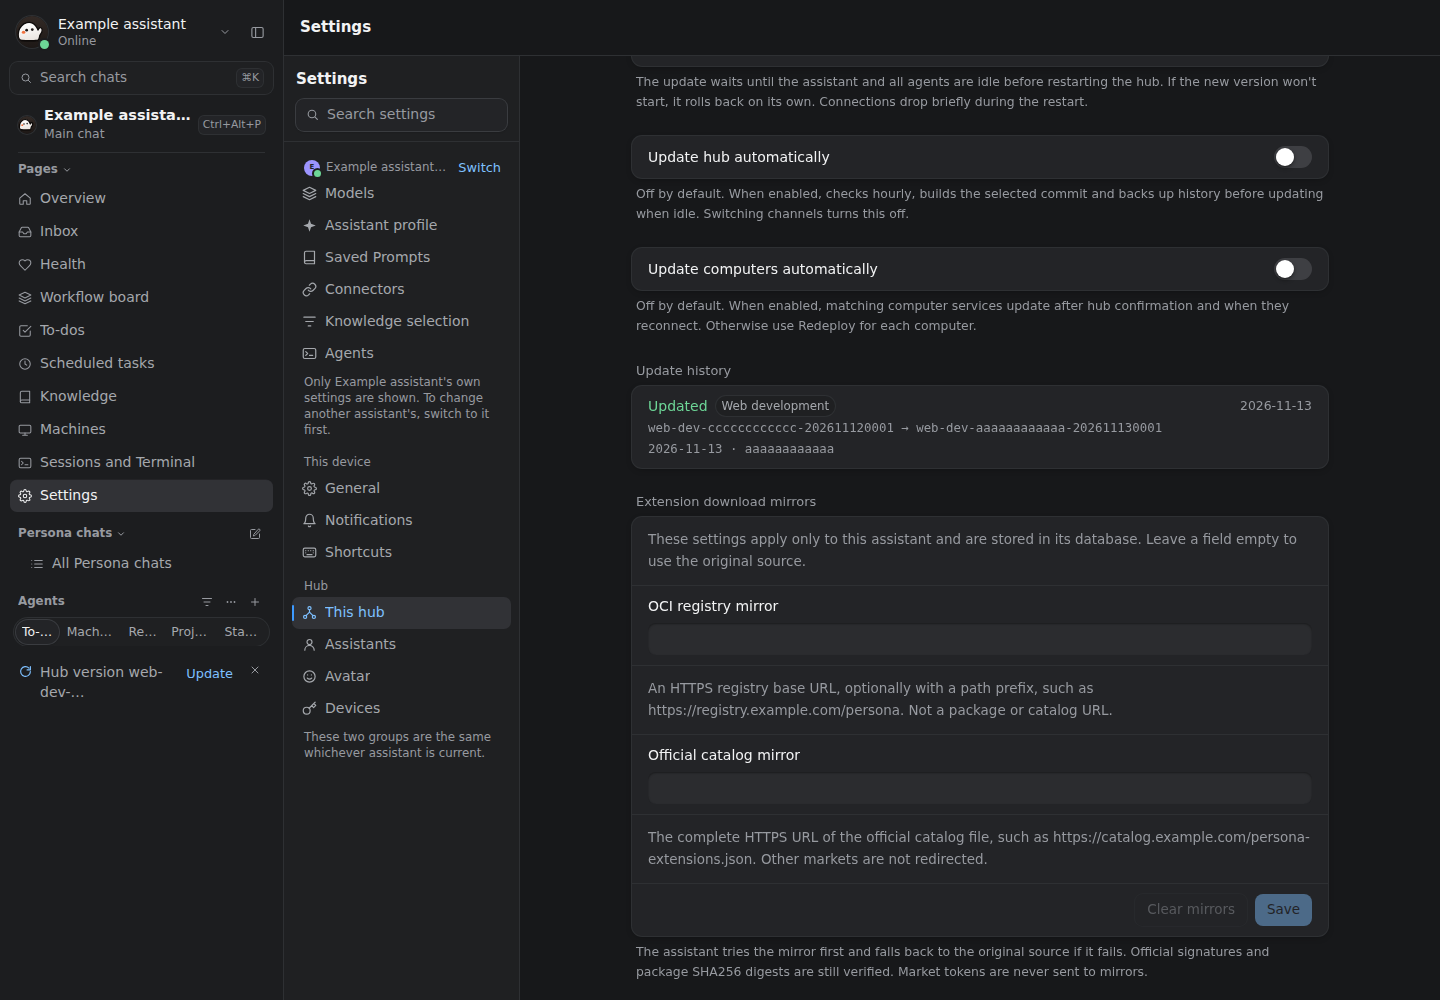 Example assistant
Online
Search chats
⌘K
Example assista...
Main chat
Ctrl+Alt+P
Pages
Overview
Inbox
Health
Workflow board
To-dos
Scheduled tasks
Knowledge
Machines
Sessions and Terminal
Settings
Persona chats
All Persona chats
Agents
To-...
Mach...
Re...
Proj...
Sta...
Hub version web-
dev-...
Update
Settings
Settings
Search settings
E
Example assistant...
Switch
Models
Assistant profile
Saved Prompts
Connectors
Knowledge selection
Agents
Only Example assistant's own
settings are shown. To change
another assistant's, switch to it
first.
This device
General
Notifications
Shortcuts
Hub
This hub
Assistants
Avatar
Devices
These two groups are the same
whichever assistant is current.
The update waits until the assistant and all agents are idle before restarting the hub. If the new version won't
start, it rolls back on its own. Connections drop briefly during the restart.
Update hub automatically
Off by default. When enabled, checks hourly, builds the selected commit and backs up history before updating
when idle. Switching channels turns this off.
Update computers automatically
Off by default. When enabled, matching computer services update after hub confirmation and when they
reconnect. Otherwise use Redeploy for each computer.
Update history
Updated
Web development
2026-11-13
web-dev-cccccccccccc-202611120001 → web-dev-aaaaaaaaaaaa-202611130001
2026-11-13 · aaaaaaaaaaaa
Extension download mirrors
These settings apply only to this assistant and are stored in its database. Leave a field empty to
use the original source.
OCI registry mirror
An HTTPS registry base URL, optionally with a path prefix, such as
https://registry.example.com/persona. Not a package or catalog URL.
Official catalog mirror
The complete HTTPS URL of the official catalog file, such as https://catalog.example.com/persona-
extensions.json. Other markets are not redirected.
Clear mirrors
Save
The assistant tries the mirror first and falls back to the original source if it fails. Official signatures and
package SHA256 digests are still verified. Market tokens are never sent to mirrors.